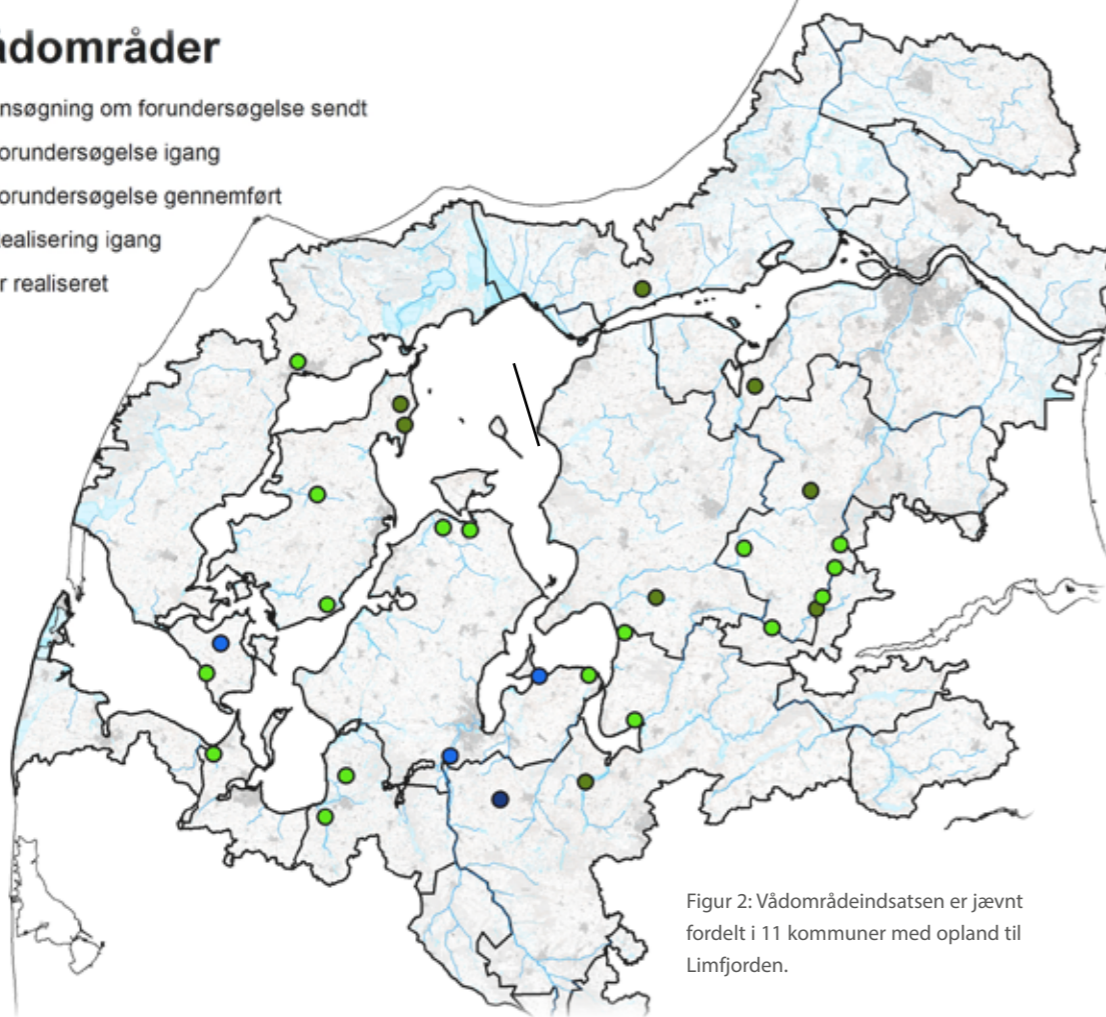 ådområder
nsøgning om forundersøgelse sendt
orundersøgelse igang
orundersøgelse gennemført
ealisering igang
r realiseret
Figur 2: Vådområdeindsatsen er jævnt
fordelt i 11 kommuner med opland til
Limfjorden.